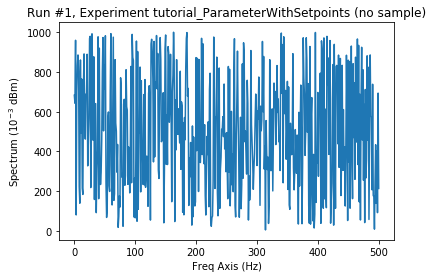 Run #1, Experiment tutorial_ParameterWithSetpoints (no sample)
1000
800
600
400
200
0
Spectrum (10⁻³ dBm)
0 100 200 300 400 500
Freq Axis (Hz)